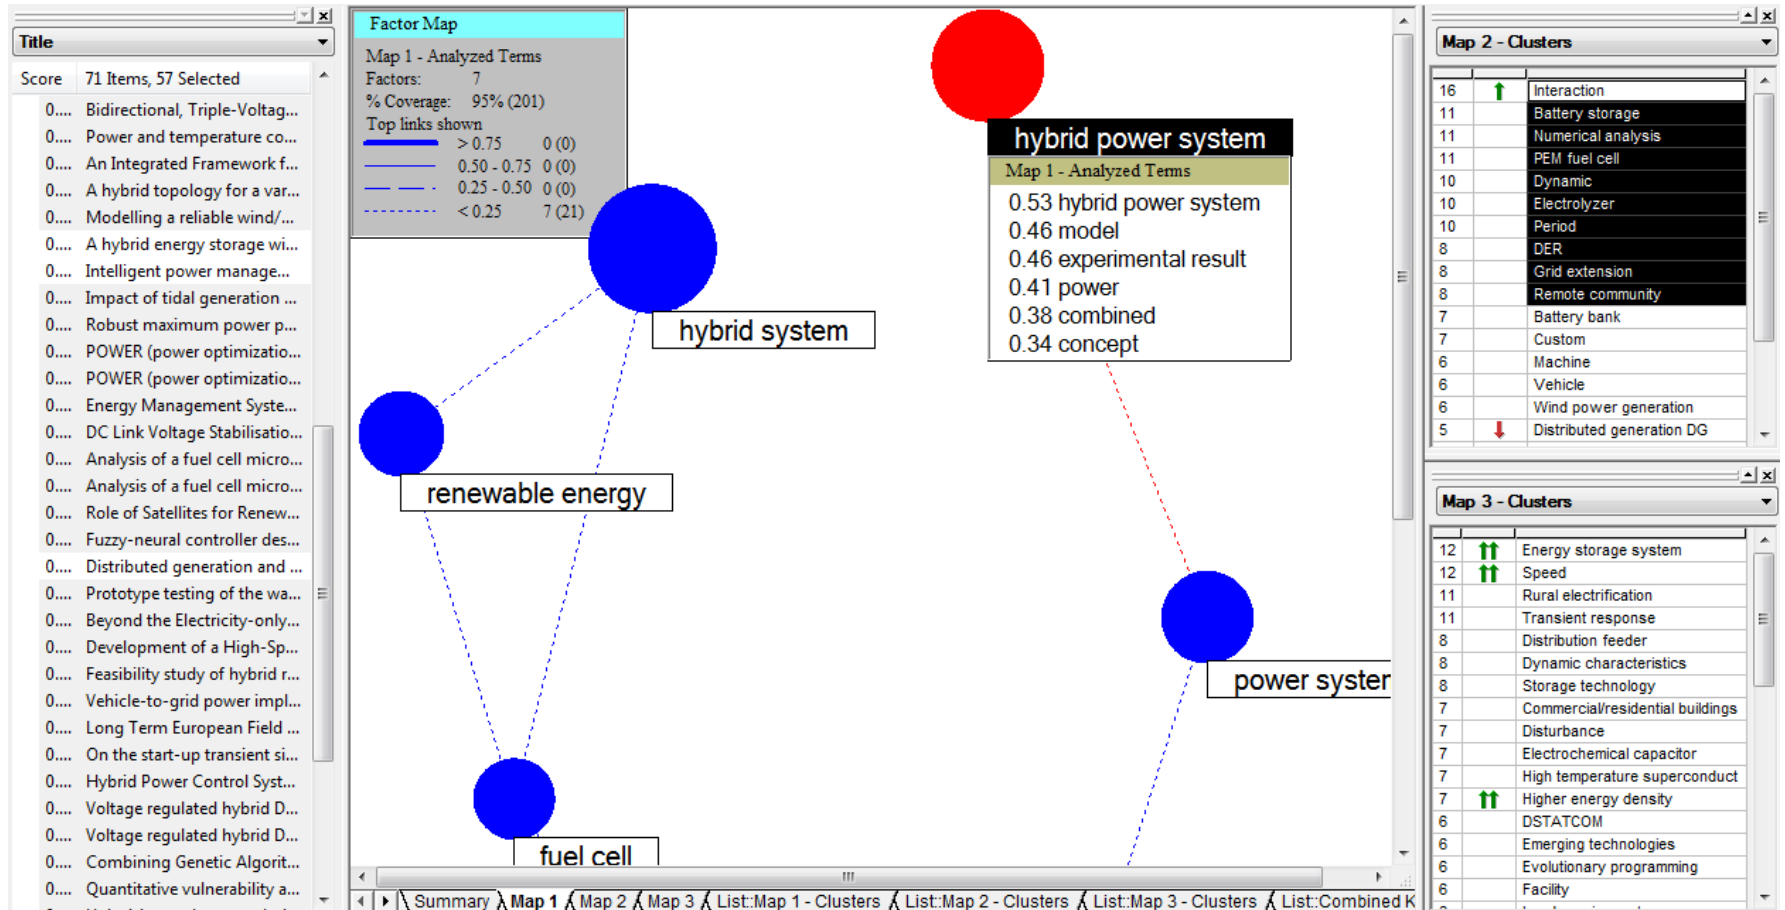 Title
Score 71 Items, 57 Selected
0.... Bidirectional, Triple-Voltag...
0.... Power and temperature co...
0.... An Integrated Framework f...
0.... A hybrid topology for a var...
0.... Modelling a reliable wind/...
0.... A hybrid energy storage wi...
0.... Intelligent power manage...
0.... Impact of tidal generation ...
0.... Robust maximum power p...
0.... POWER (power optimizatio...
0.... POWER (power optimizatio...
0.... Energy Management Syste...
0.... DC Link Voltage Stabilisatio...
0.... Analysis of a fuel cell micro...
0.... Analysis of a fuel cell micro...
0.... Role of Satellites for Renew...
0.... Fuzzy-neural controller des...
0.... Distributed generation and ...
0.... Prototype testing of the wa...
0.... Beyond the Electricity-only...
0.... Development of a High-Sp...
0.... Feasibility study of hybrid r...
0.... Vehicle-to-grid power impl...
0.... Long Term European Field ...
0.... On the start-up transient si...
0.... Hybrid Power Control Syst...
0.... Voltage regulated hybrid D...
0.... Voltage regulated hybrid D...
0.... Combining Genetic Algorit...
0.... Quantitative vulnerability a...
Factor Map
Map 1 - Analyzed Terms
Factors: 7
% Coverage: 95% (201)
Top links shown
> 0.75 0 (0)
0.50 - 0.75 0 (0)
0.25 - 0.50 0 (0)
< 0.25 7 (21)
hybrid system
renewable energy
fuel cell
hybrid power system
Map 1 - Analyzed Terms
0.53 hybrid power system
0.46 model
0.46 experimental result
0.41 power
0.38 combined
0.34 concept
power syster
Summary Map 1 Map 2 Map 3 List::Map 1 - Clusters List::Map 2 - Clusters List::Map 3 - Clusters List::Combined K
Map 2 - Clusters
16 Interaction
11 Battery storage
11 Numerical analysis
11 PEM fuel cell
10 Dynamic
10 Electrolyzer
10 Period
8 DER
8 Grid extension
8 Remote community
7 Battery bank
7 Custom
6 Machine
6 Vehicle
6 Wind power generation
5 Distributed generation DG
Map 3 - Clusters
12 Energy storage system
12 Speed
11 Rural electrification
11 Transient response
8 Distribution feeder
8 Dynamic characteristics
8 Storage technology
7 Commercial/residential buildings
7 Disturbance
7 Electrochemical capacitor
7 High temperature superconduct
7 Higher energy density
6 DSTATCOM
6 Emerging technologies
6 Evolutionary programming
6 Facility